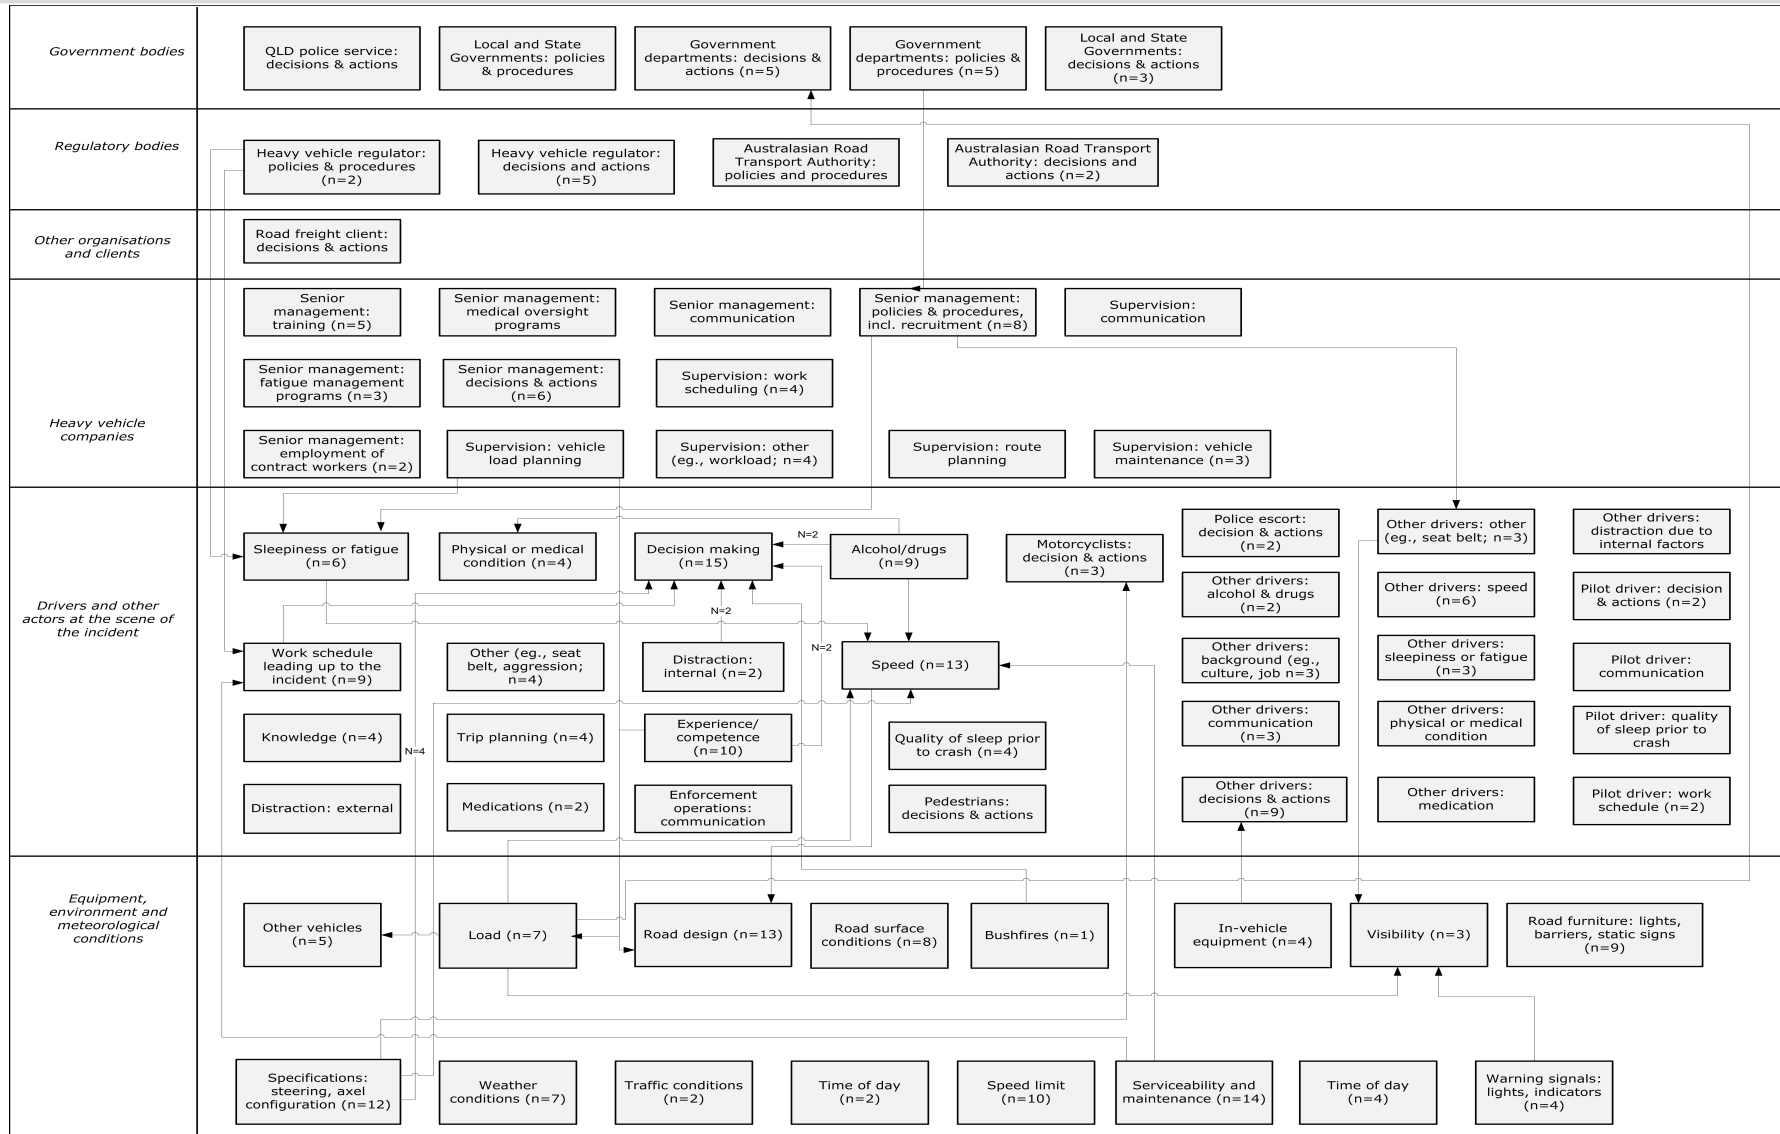 Government bodies
QLD police service:
decisions & actions
Local and State
Governments: policies
& procedures
Government
departments: decisions &
actions (n=5)
Government
departments: policies &
procedures (n=5)
Local and State
Governments:
decisions & actions
(n=3)
Regulatory bodies
Heavy vehicle regulator:
policies & procedures
(n=2)
Heavy vehicle regulator:
decisions and actions
(n=5)
Australasian Road
Transport Authority:
policies and procedures
Australasian Road Transport
Authority: decisions and
actions (n=2)
Other organisations
and clients
Road freight client:
decisions & actions
Heavy vehicle
companies
Senior
management:
training (n=5)
Senior management:
medical oversight
programs
Senior management:
communication
Senior management:
policies & procedures,
incl. recruitment (n=8)
Supervision:
communication
Senior management:
fatigue management
programs (n=3)
Senior management:
decisions & actions
(n=6)
Supervision: work
scheduling (n=4)
Senior management:
employment of
contract workers (n=2)
Supervision: vehicle
load planning
Supervision: other
(eg., workload; n=4)
Supervision: route
planning
Supervision: vehicle
maintenance (n=3)
Drivers and other
actors at the scene of
the incident
Sleepiness or fatigue
(n=6)
Physical or medical
condition (n=4)
Decision making
(n=15)
N=2
Alcohol/drugs
(n=9)
Motorcyclists:
decision & actions
(n=3)
Police escort:
decision & actions
(n=2)
Other drivers: other
(eg., seat belt; n=3)
Other drivers:
distraction due to
internal factors
Other drivers:
alcohol & drugs
(n=2)
Other drivers: speed
(n=6)
Pilot driver: decision
& actions (n=2)
N=2
Work schedule
leading up to the
incident (n=9)
Other (eg., seat
belt, aggression;
n=4)
Distraction:
internal (n=2)
N=2
Speed (n=13)
Other drivers:
background (eg.,
culture, job n=3)
Other drivers:
sleepiness or fatigue
(n=3)
Pilot driver:
communication
Knowledge (n=4)
N=4
Trip planning (n=4)
Experience/
competence
(n=10)
Quality of sleep prior
to crash (n=4)
Other drivers:
communication
(n=3)
Other drivers:
physical or medical
condition
Pilot driver: quality
of sleep prior to
crash
Distraction: external
Medications (n=2)
Enforcement
operations:
communication
Pedestrians:
decisions & actions
Other drivers:
decisions & actions
(n=9)
Other drivers:
medication
Pilot driver: work
schedule (n=2)
Equipment,
environment and
meteorological
conditions
Other vehicles
(n=5)
Load (n=7)
Road design (n=13)
Road surface
conditions (n=8)
Bushfires (n=1)
In-vehicle
equipment (n=4)
Visibility (n=3)
Road furniture: lights,
barriers, static signs
(n=9)
Specifications:
steering, axel
configuration (n=12)
Weather
conditions (n=7)
Traffic conditions
(n=2)
Time of day
(n=2)
Speed limit
(n=10)
Serviceability and
maintenance (n=14)
Time of day
(n=4)
Warning signals:
lights, indicators
(n=4)